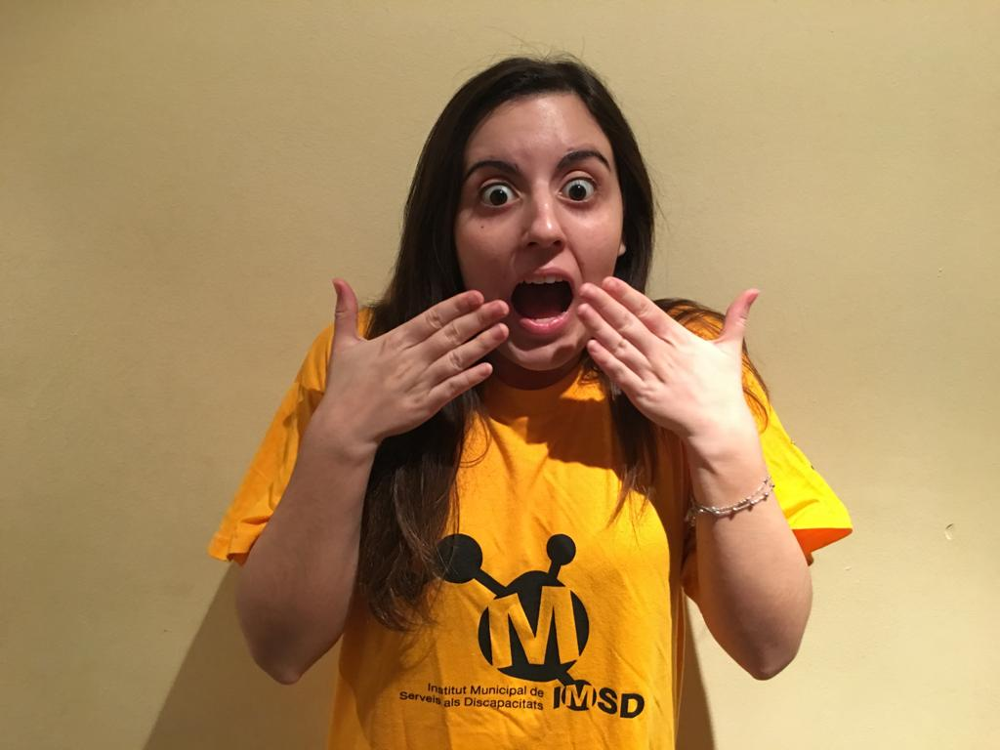 M
Institut Municipal de
Serveis als Discapacitats IMSD